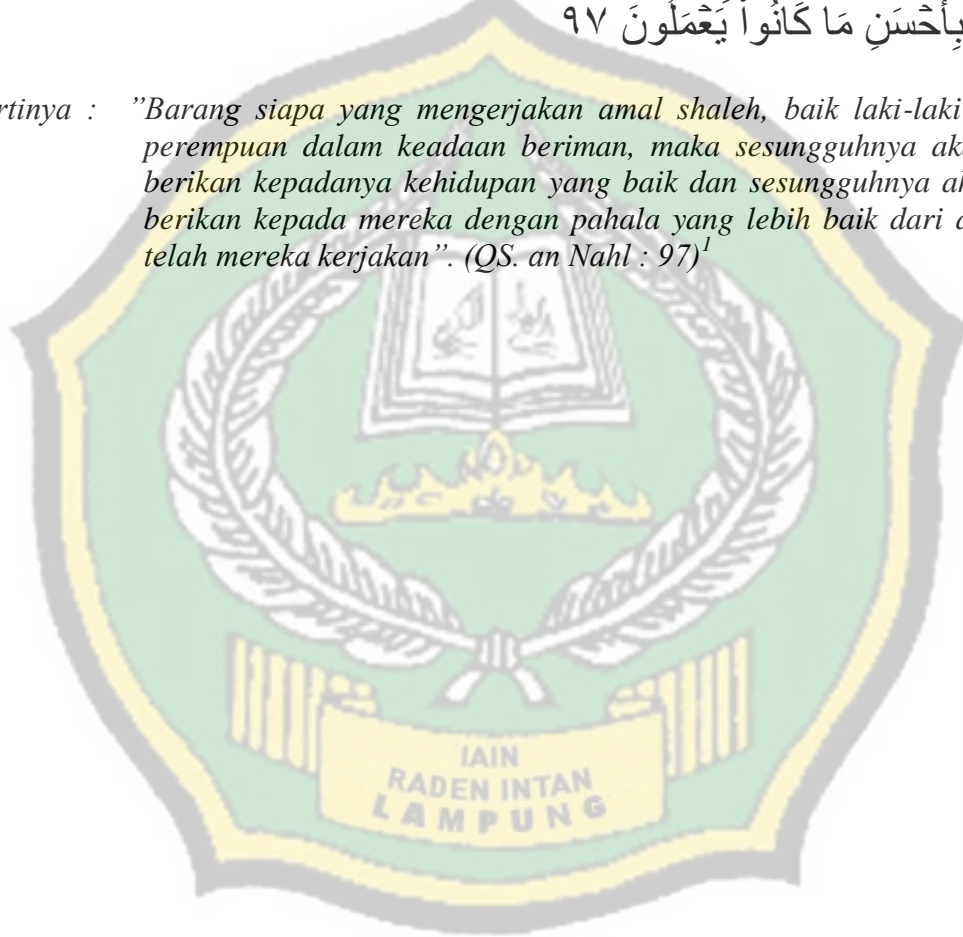 بِأَحۡسَنِ مَا كَانُواْ يَعۡمَلُونَ ٩٧
rtinya : ”Barang siapa yang mengerjakan amal shaleh, baik laki-laki
perempuan dalam keadaan beriman, maka sesungguhnya ak
berikan kepadanya kehidupan yang baik dan sesungguhnya a
berikan kepada mereka dengan pahala yang lebih baik dari
telah mereka kerjakan”. (QS. an Nahl : 97)1
IAIN
RADEN INTAN
LAMPUNG